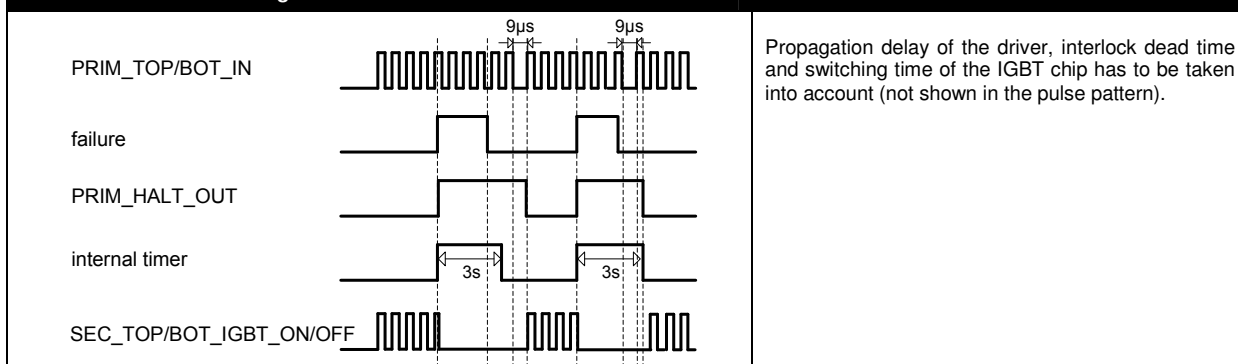 9µs
9µs
PRIM_TOP/BOT_IN
failure
PRIM_HALT_OUT
internal timer
3s
3s
SEC_TOP/BOT_IGBT_ON/OFF
Propagation delay of the driver, interlock dead time
and switching time of the IGBT chip has to be taken
into account (not shown in the pulse pattern).